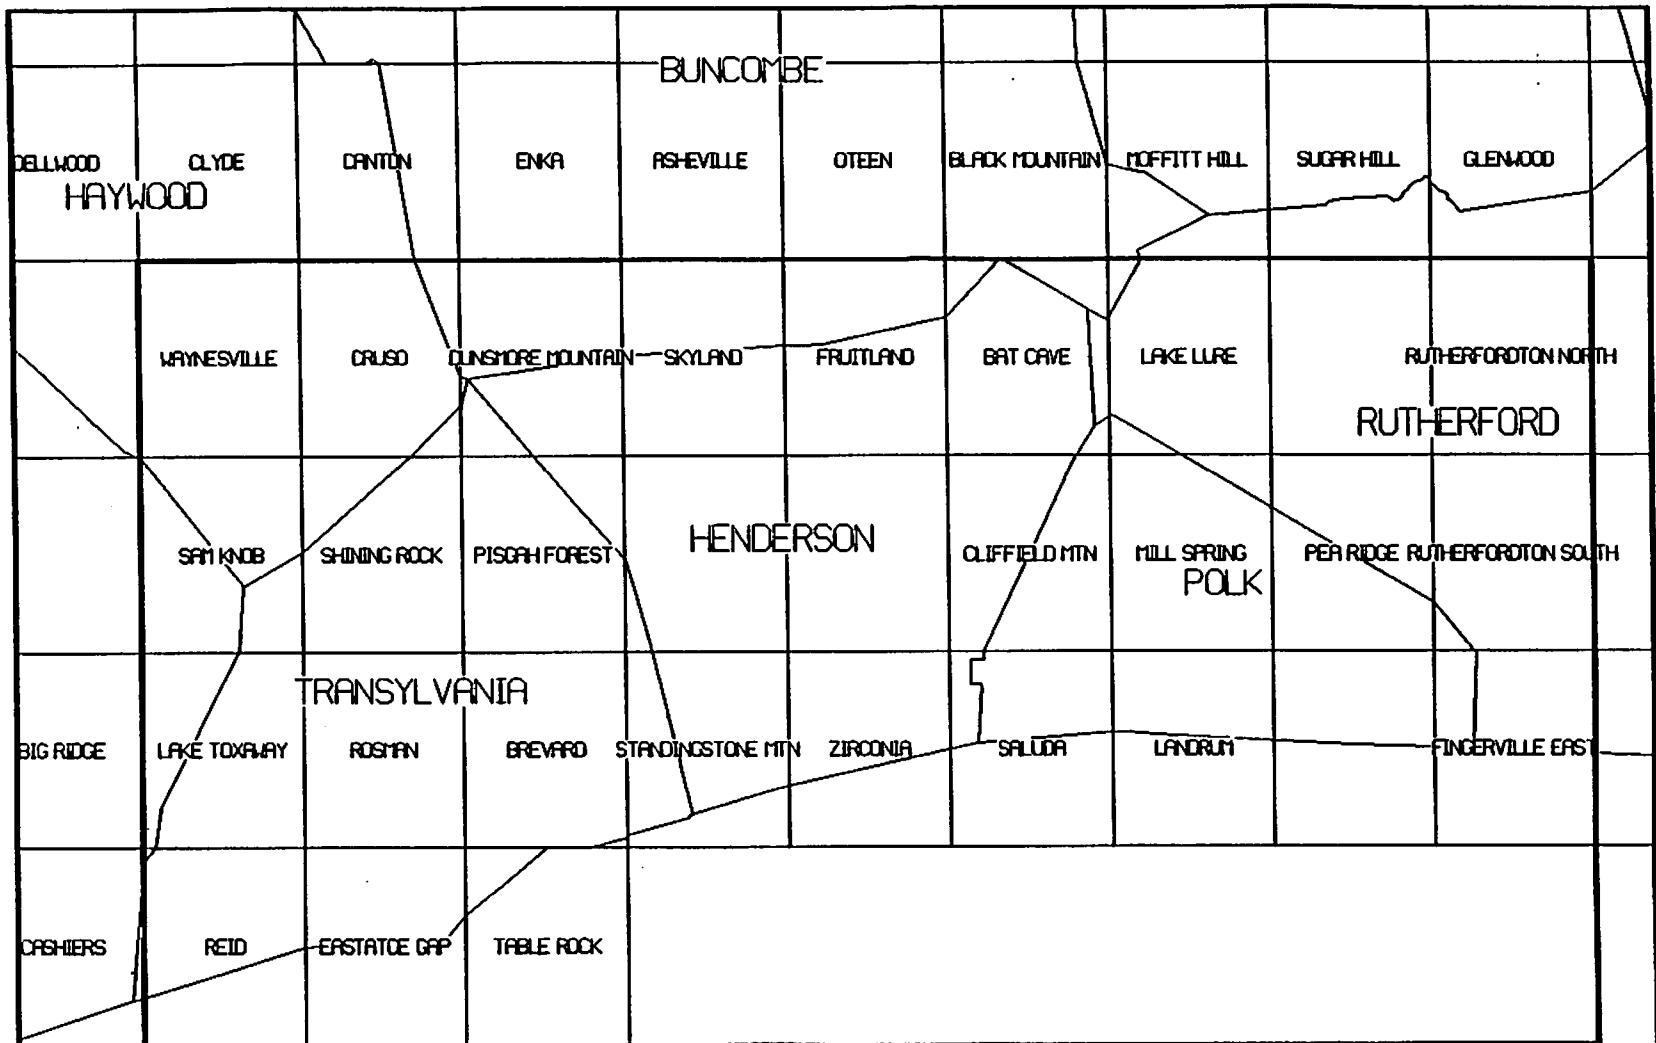 BUNCOMBE
DELLWOOD CLYDE CANTON ENKA ASHEVILLE OTEEN BLACK MOUNTAIN MOFFITT HILL SUGAR HILL GLENWOOD
HAYWOOD
WAYNESVILLE CRUSO DUNSMORE MOUNTAIN SKYLAND FRUITLAND BAT CAVE LAKE LURE RUTHERFORDTON NORTH
RUTHERFORD
HENDERSON
SAM KNOB SHINING ROCK PISGAH FOREST CLIFFIELD MTN MILL SPRING PEA RIDGE RUTHERFORDTON SOUTH
POLK
TRANSYLVANIA
BIG RIDGE LAKE TOXAWAY ROSMAN BREVARD STANDINGSTONE MTN ZIRCONIA SALUDA LANDRUM FINGERVILLE EAST
CASHIERS REID EASTATOE GAP TABLE ROCK